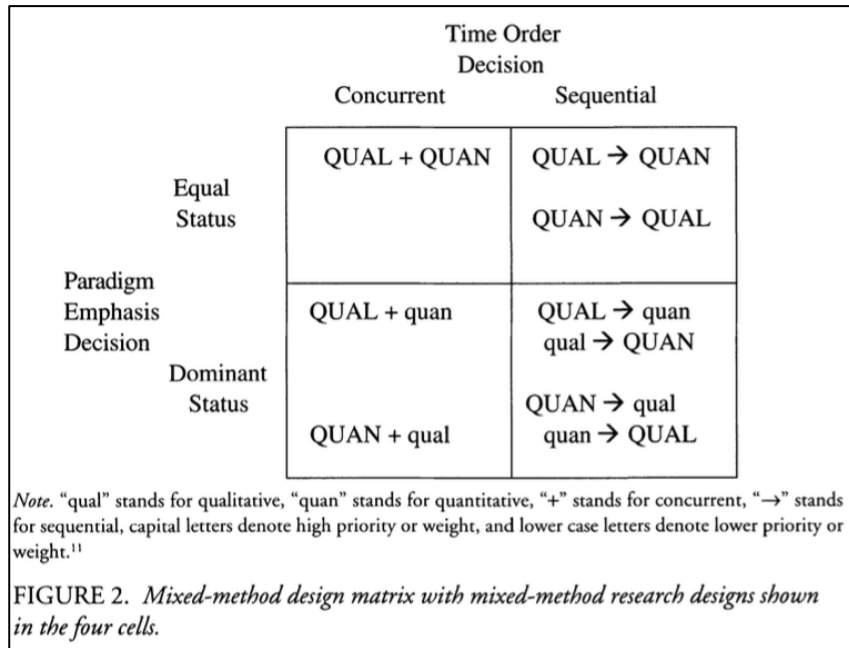 Time Order
Decision
Concurrent Sequential
QUAL + QUAN QUAL → QUAN
Equal
Status QUAN → QUAL
Paradigm
Emphasis QUAL + quan QUAL → quan
Decision qual → QUAN
Dominant
Status QUAN → qual
QUAN + qual quan → QUAL
Note. “qual” stands for qualitative, “quan” stands for quantitative, “+” stands for concurrent, “→” stands
for sequential, capital letters denote high priority or weight, and lower case letters denote lower priority or
weight.¹¹
FIGURE 2. Mixed-method design matrix with mixed-method research designs shown
in the four cells.